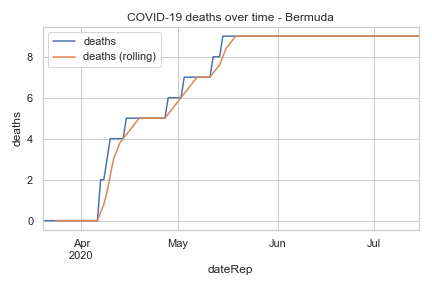 COVID-19 deaths over time - Bermuda
deaths
deaths (rolling)
8
6
4
2
0
deaths
Apr
2020
May
Jun
Jul
dateRep